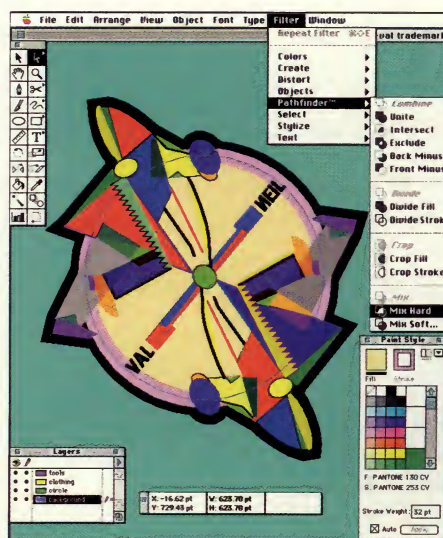 File Edit Arrange View Object Font Type Filter Window
Repeat Filter ⌘⇧E
val trademark
Colors
Create
Distort
Objects
Pathfinder™
Select
Stylize
Text
Combine
Unite
Intersect
Exclude
Back Minus
Front Minus
Divide
Divide Fill
Divide Strok
Crop
Crop Fill
Crop Stroke
Mix
Mix Hard
Mix Soft...
NEIL
VAL
Paint Style
Fill Stroke
F. PANTONE 130 CV
S. PANTONE 253 CV
Stroke Weight: 32 pt
Auto Apply
Layers
tools
clothing
circle
background
X: -16.62 pt W: 623.78 pt
Y: 729.43 pt H: 623.78 pt